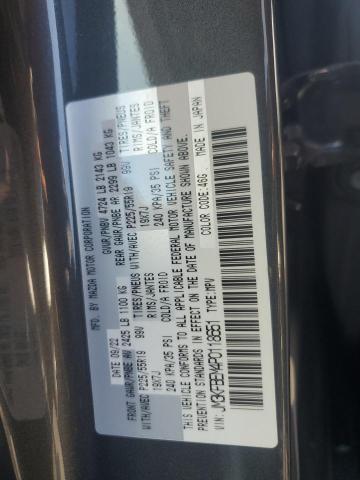 MFD BY MAZDA MOTOR CORPORATION
DATE: 09/22 GVWR/PNBV 4724 LB 2143 KG
FRONT GAWR/PNBE AV 2425 LB 1100 KG REAR GAWR/PNBE AR 2299 LB 1043 KG
WITH/AVEC P225/55R19 99V TIRES/PNEUS WITH/AVEC P225/55R19 99V TIRES/PNEUS
19X7J RIMS/JANTES 19X7J RIMS/JANTES
240 KPA/35 PSI COLD/A FROID 240 KPA/35 PSI COLD/A FROID
THIS VEHICLE CONFORMS TO ALL APPLICABLE FEDERAL MOTOR VEHICLE SAFETY AND THEFT
PREVENTION STANDARDS IN EFFECT ON THE DATE OF MANUFACTURE SHOWN ABOVE.
TYPE:MPV COLOR CODE:46G MADE IN JAPAN